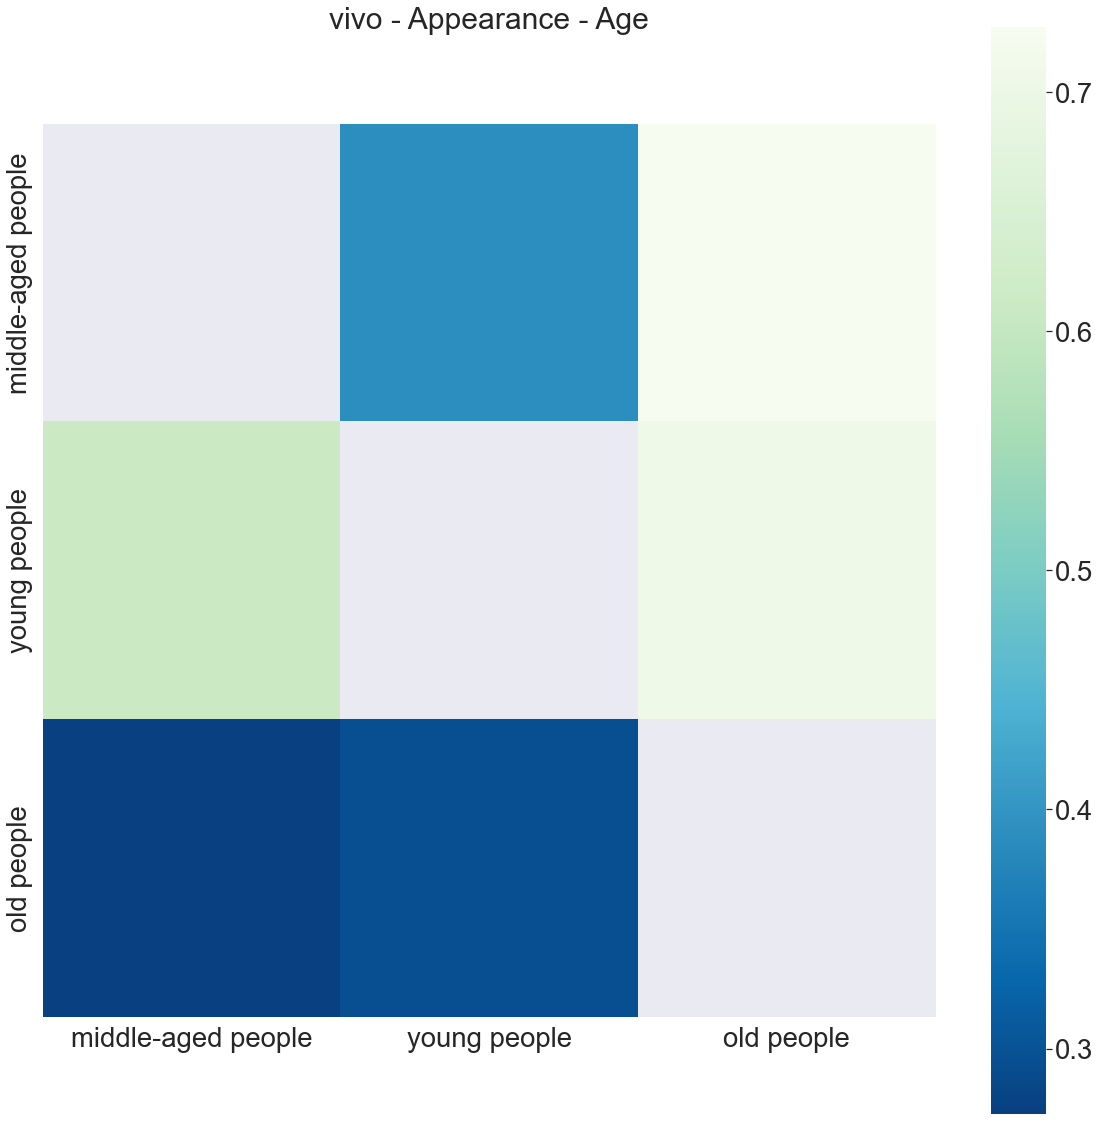 vivo - Appearance - Age
middle-aged people
young people
old people
middle-aged people
young people
old people
0.7
0.6
0.5
0.4
0.3